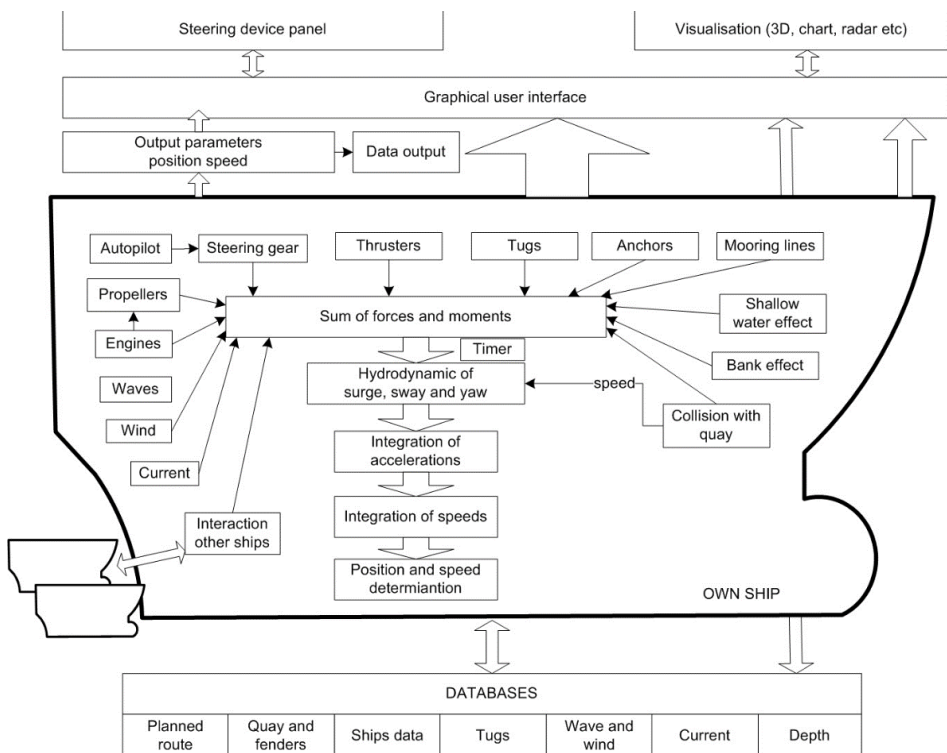 Steering device panel
Visualisation (3D, chart, radar etc)
Graphical user interface
Output parameters
position speed
Data output
Autopilot
Steering gear
Thrusters
Tugs
Anchors
Mooring lines
Propellers
Sum of forces and moments
Shallow
water effect
Engines
Timer
Bank effect
Waves
Hydrodynamic of
surge, sway and yaw
speed
Collision with
quay
Wind
Integration of
accelerations
Current
Integration of speeds
Interaction
other ships
Position and speed
determiantion
OWN SHIP
DATABASES
Planned
route
Quay and
fenders
Ships data
Tugs
Wave and
wind
Current
Depth